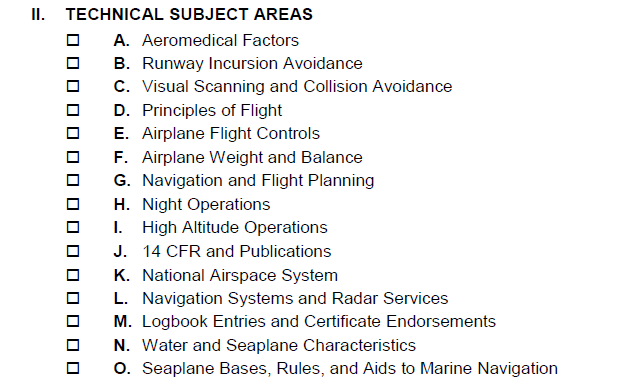 II. TECHNICAL SUBJECT AREAS
A. Aeromedical Factors
B. Runway Incursion Avoidance
C. Visual Scanning and Collision Avoidance
D. Principles of Flight
E. Airplane Flight Controls
F. Airplane Weight and Balance
G. Navigation and Flight Planning
H. Night Operations
I. High Altitude Operations
J. 14 CFR and Publications
K. National Airspace System
L. Navigation Systems and Radar Services
M. Logbook Entries and Certificate Endorsements
N. Water and Seaplane Characteristics
O. Seaplane Bases, Rules, and Aids to Marine Navigation